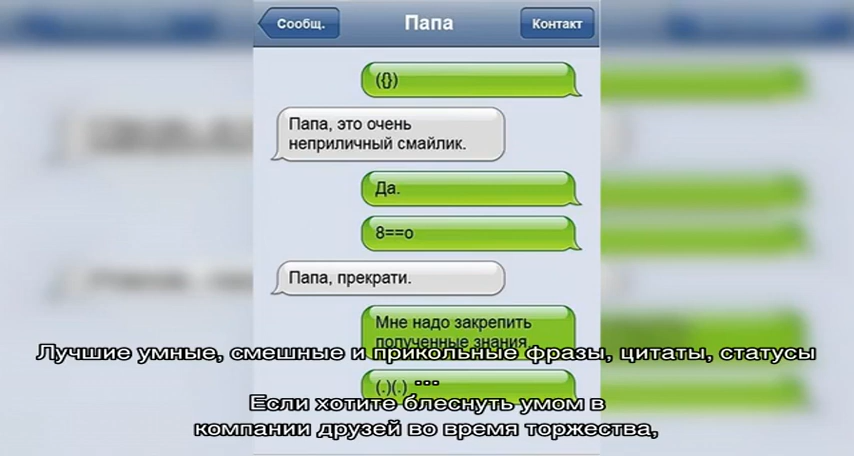 Сообщ.
Папа
Контакт
({})
Папа, это очень
неприличный смайлик.
Да.
8==o
Папа, прекрати.
Мне надо закрепить
полученные знания.
Лучшие умные, смешные и прикольные фразы, цитаты, статусы
...
(.)(.)
Если хотите блеснуть умом в
компании друзей во время торжества,